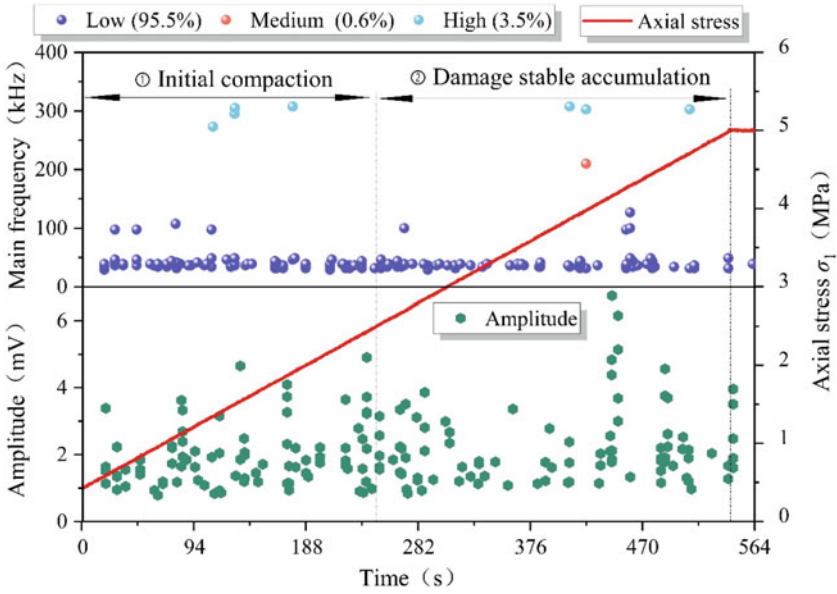 Low (95.5%) Medium (0.6%) High (3.5%) Axial stress
① Initial compaction ② Damage stable accumulation
Main frequency（kHz）
400
300
200
100
0
Amplitude（mV）
6
4
2
0
Amplitude
Axial stress σ1（MPa）
6
5
4
3
2
1
0
0 94 188 282 376 470 564
Time（s）